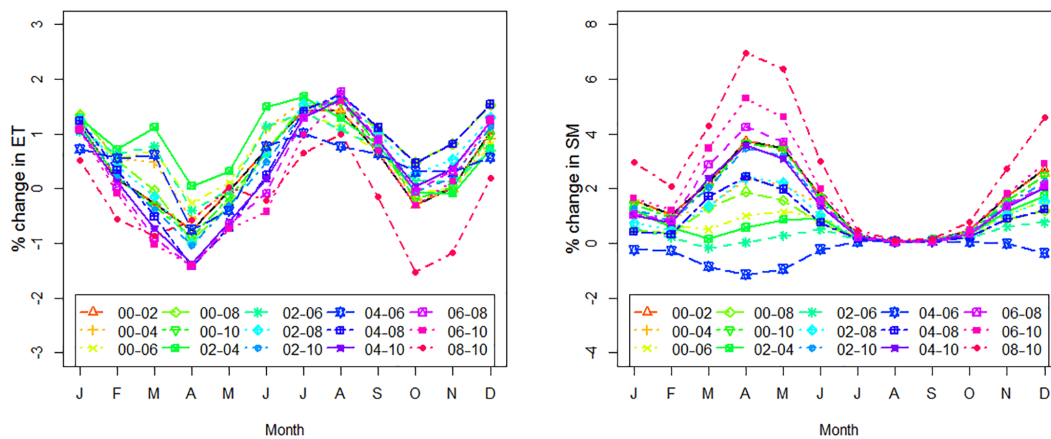 % change in ET
3
2
1
0
-1
-2
-3
00-02 00-08 02-06 04-06 06-08
00-04 00-10 02-08 04-08 06-10
00-06 02-04 02-10 04-10 08-10
J F M A M J J A S O N D
Month
% change in SM
8
6
4
2
0
-2
-4
00-02 00-08 02-06 04-06 06-08
00-04 00-10 02-08 04-08 06-10
00-06 02-04 02-10 04-10 08-10
J F M A M J J A S O N D
Month